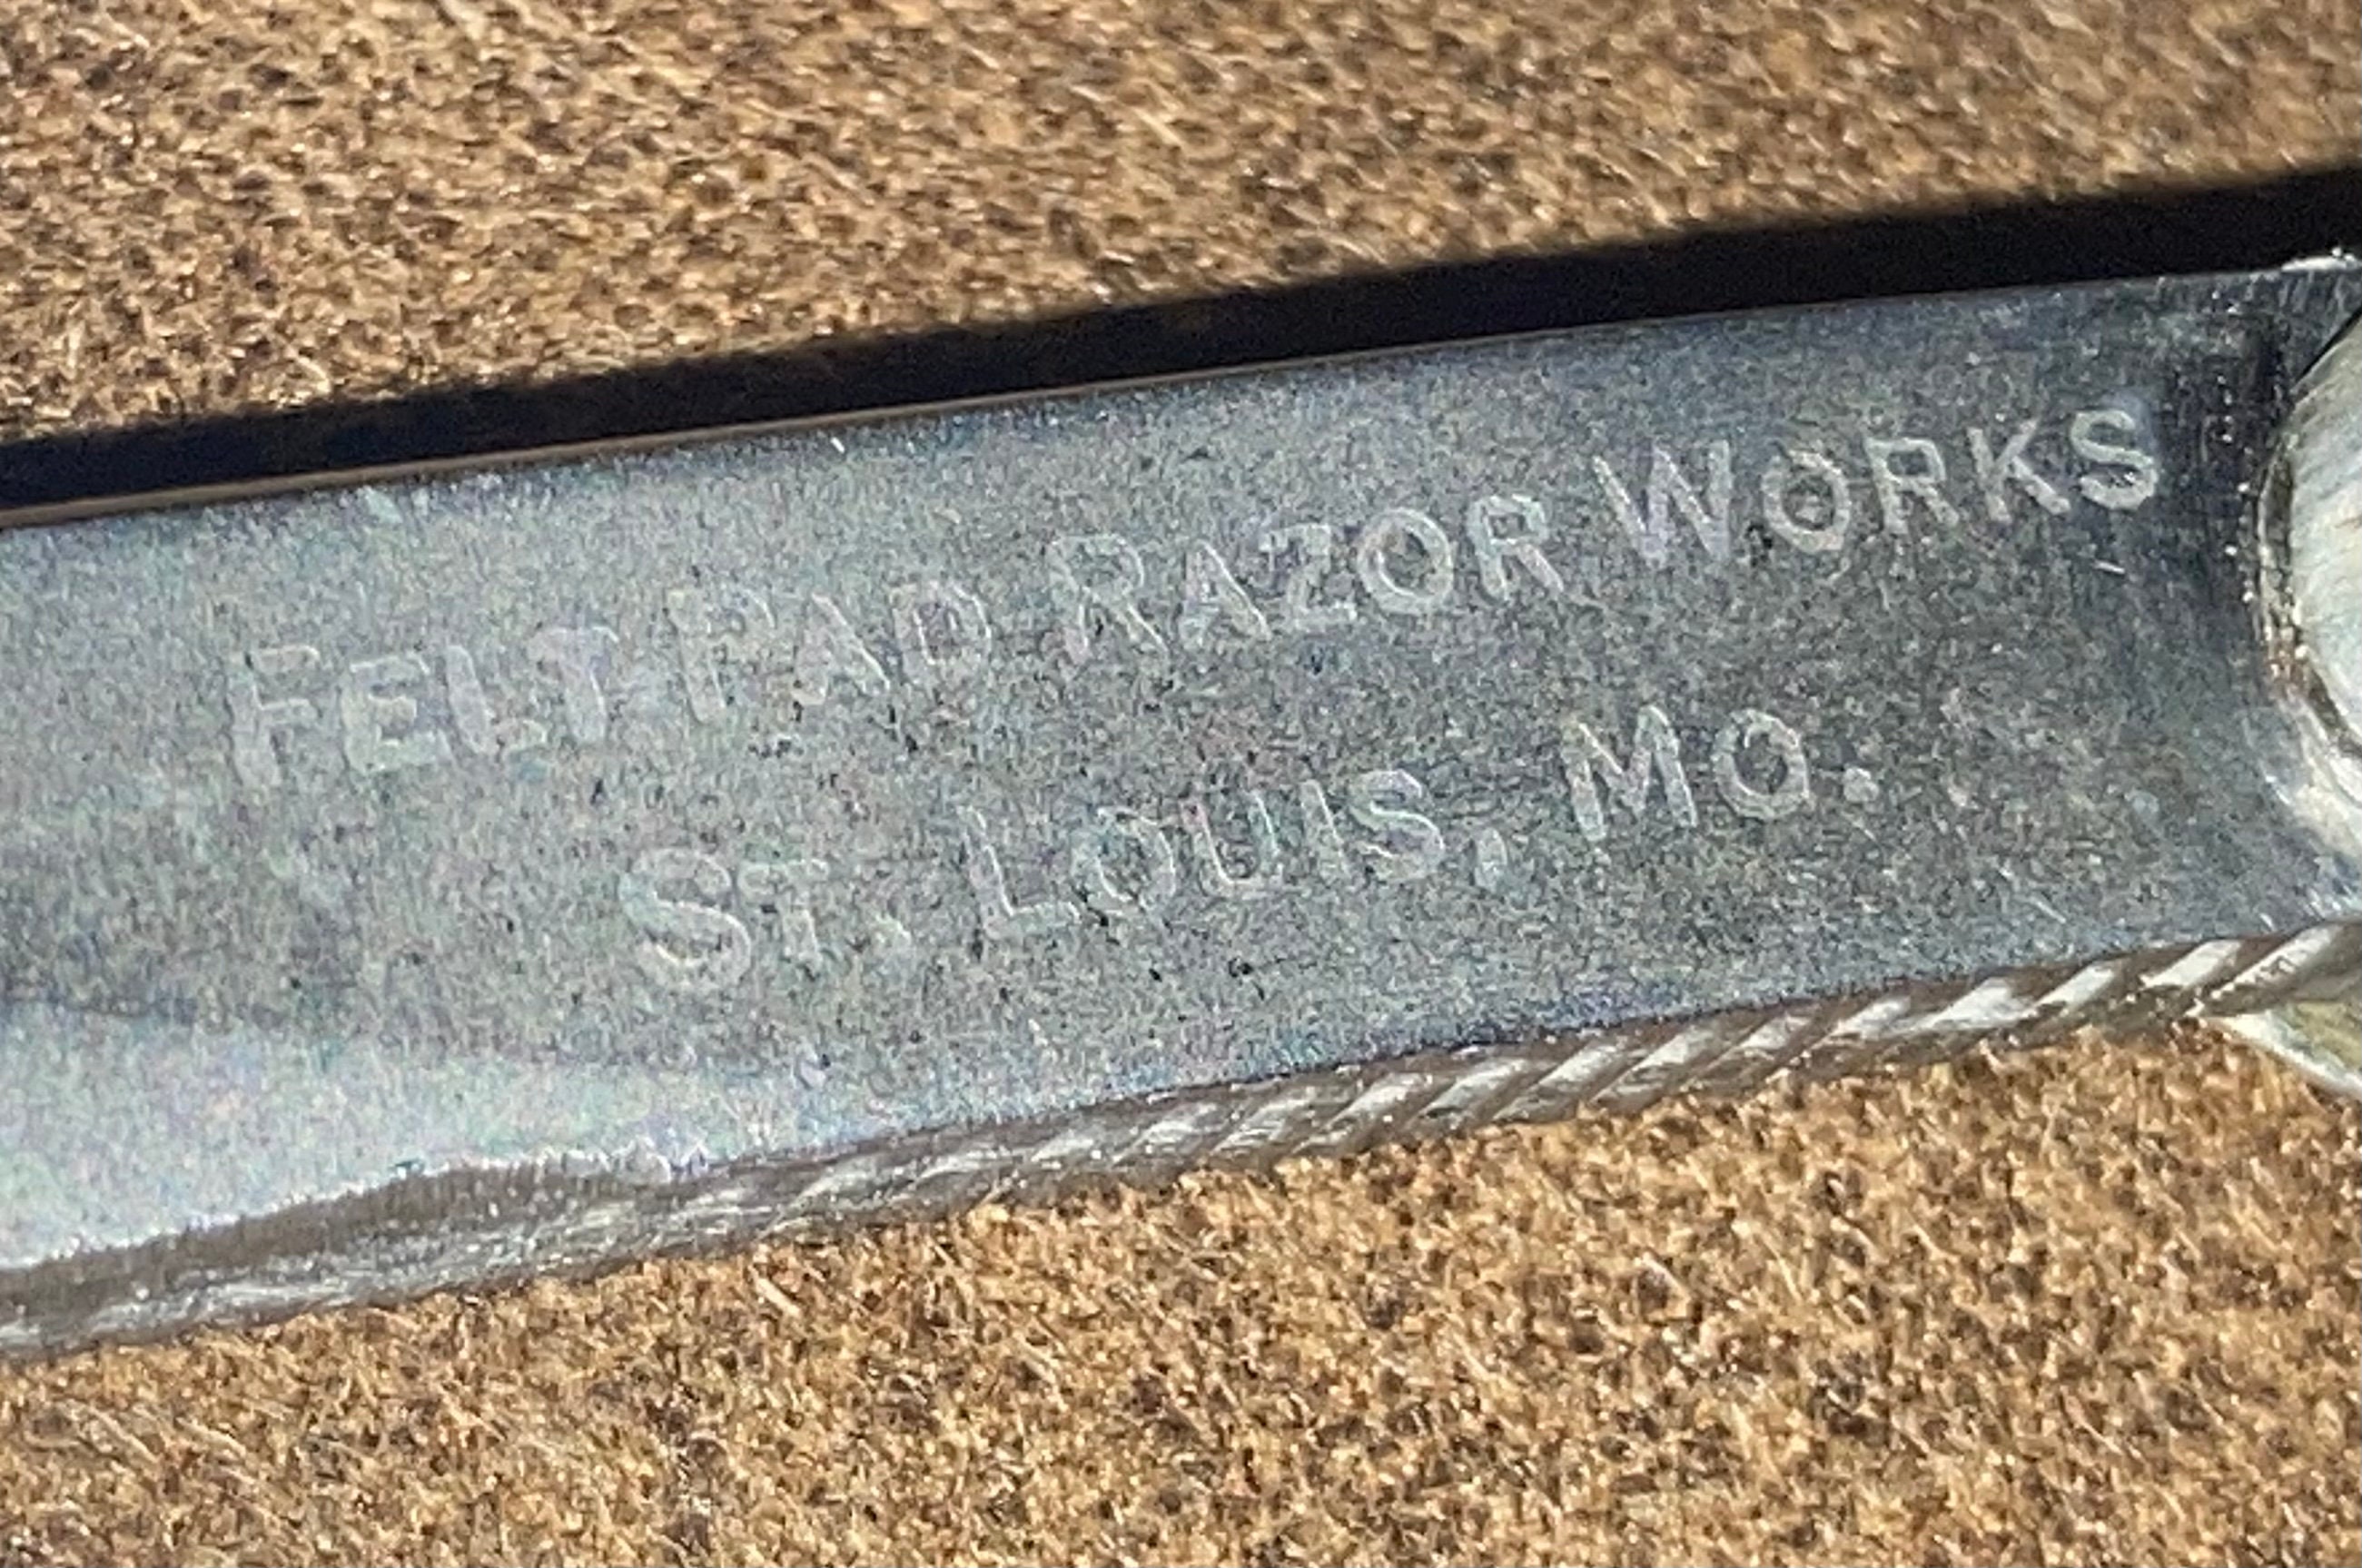 FELT PAD RAZOR WORKS
ST. LOUIS, MO.